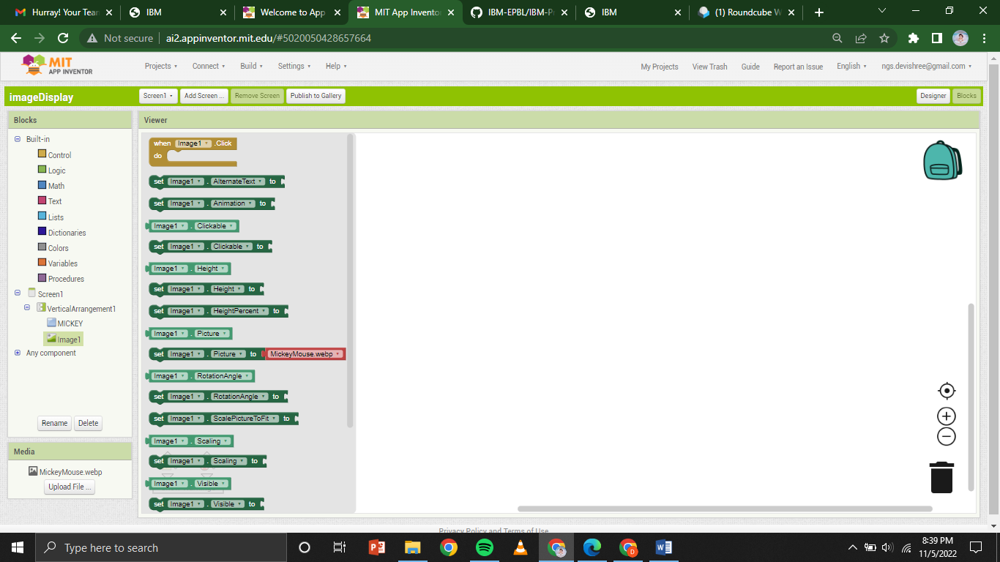 Hurray! Your Team
IBM
Welcome to App
MIT App Inventor
IBM-EPBL/IBM-Pr
IBM
(1) Roundcube W
Not secure
ai2.appinventor.mit.edu/#5020050428657664
MIT
APP INVENTOR
Projects
Connect
Build
Settings
Help
My Projects
View Trash
Guide
Report an Issue
English
ngs.devishree@gmail.com
imageDisplay
Screen1
Add Screen ...
Remove Screen
Publish to Gallery
Designer
Blocks
Blocks
Built-in
Control
Logic
Math
Text
Lists
Dictionaries
Colors
Variables
Procedures
Screen1
VerticalArrangement1
MICKEY
Image1
Any component
Rename
Delete
Media
MickeyMouse.webp
Upload File ...
Viewer
when Image1 .Click
do
set Image1 . AlternateText to
set Image1 . Animation to
Image1 . Clickable
set Image1 . Clickable to
Image1 . Height
set Image1 . Height to
set Image1 . HeightPercent to
Image1 . Picture
set Image1 . Picture to MickeyMouse.webp
Image1 . RotationAngle
set Image1 . RotationAngle to
set Image1 . ScalePictureToFit to
Image1 . Scaling
set Image1 . Scaling to
Image1 . Visible
set Image1 . Visible to
Privacy Policy and Terms of Use
Type here to search
8:39 PM
11/5/2022